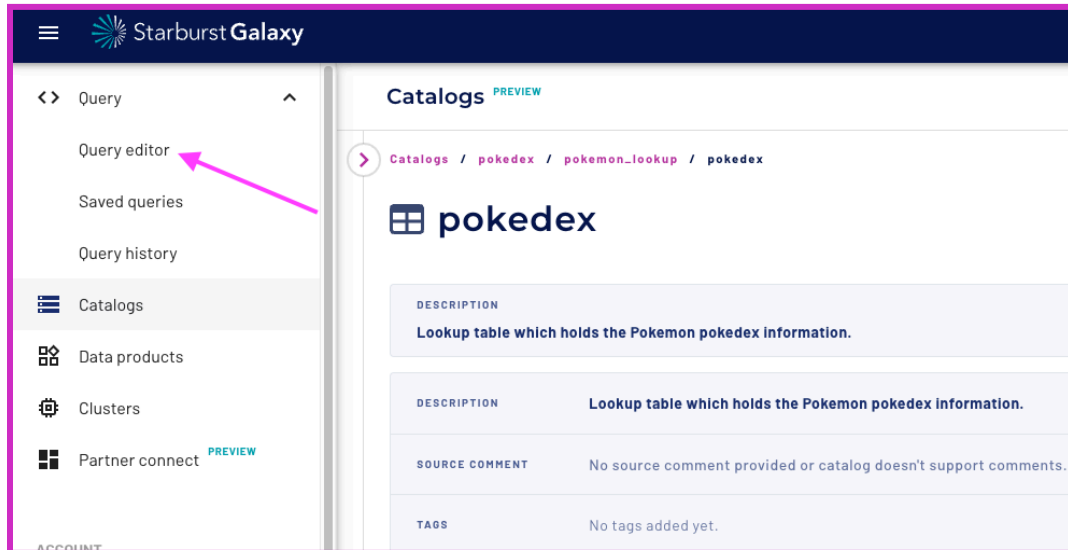 Starburst Galaxy
Query
Query editor
Saved queries
Query history
Catalogs
Data products
Clusters
Partner connect PREVIEW
ACCOUNT
Catalogs PREVIEW
Catalogs / pokedex / pokemon_lookup / pokedex
pokedex
DESCRIPTION
Lookup table which holds the Pokemon pokedex information.
DESCRIPTION Lookup table which holds the Pokemon pokedex information.
SOURCE COMMENT No source comment provided or catalog doesn't support comments.
TAGS No tags added yet.